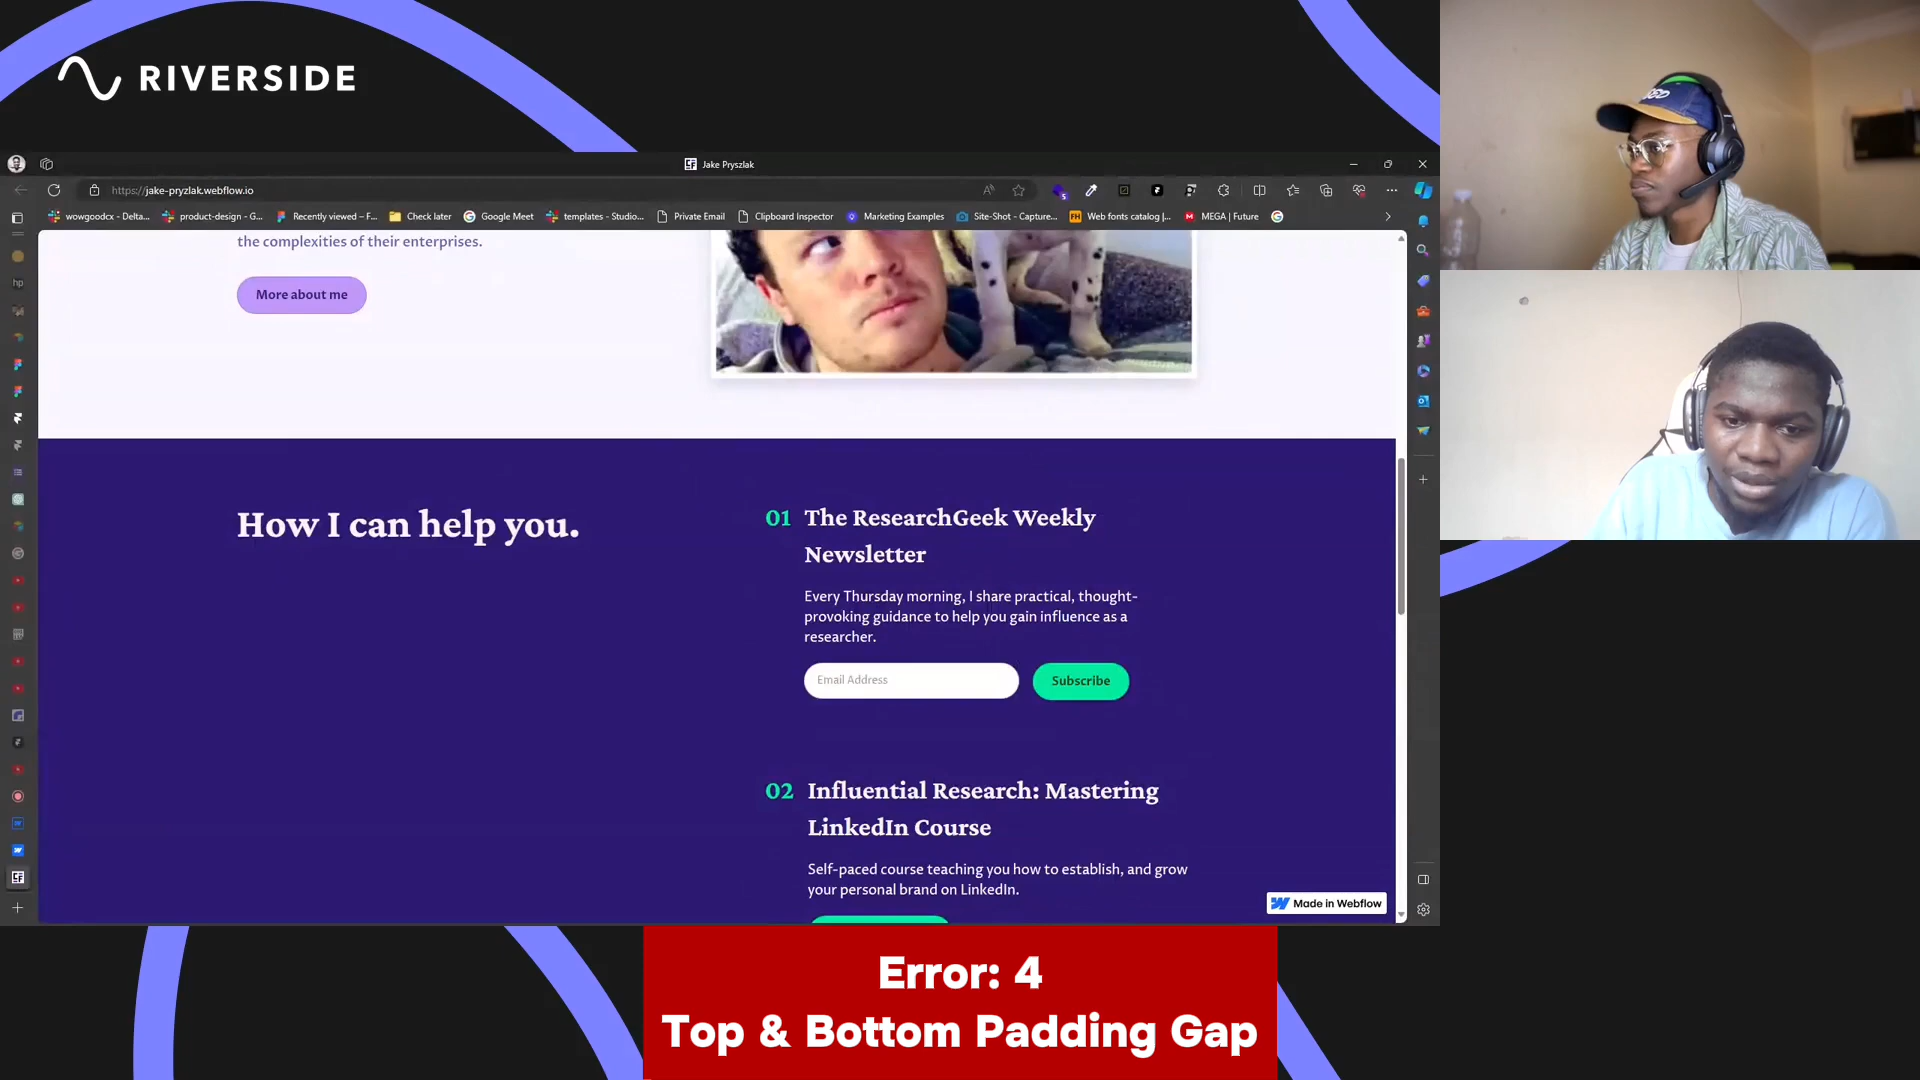 RIVERSIDE
Jake Pryszlak
https://jake-pryzlak.webflow.io
wowgoodcx - Delta...
product-design - G...
Recently viewed – F...
Check later
Google Meet
templates - Studio...
Private Email
Clipboard Inspector
Marketing Examples
Site-Shot - Capture...
Web fonts catalog |...
MEGA | Future
the complexities of their enterprises.
More about me
How I can help you.
01 The ResearchGeek Weekly
Newsletter
Every Thursday morning, I share practical, thought-
provoking guidance to help you gain influence as a
researcher.
Email Address
Subscribe
02 Influential Research: Mastering
LinkedIn Course
Self-paced course teaching you how to establish, and grow
your personal brand on LinkedIn.
Made in Webflow
Error: 4
Top & Bottom Padding Gap